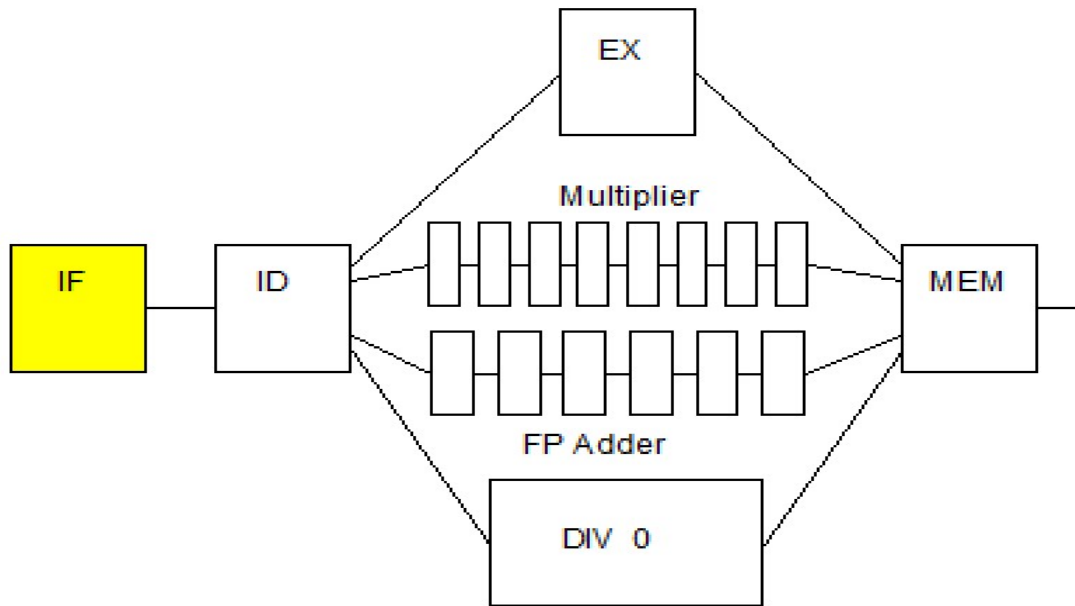 EX
Multiplier
IF
ID
MEM
FP Adder
DIV 0